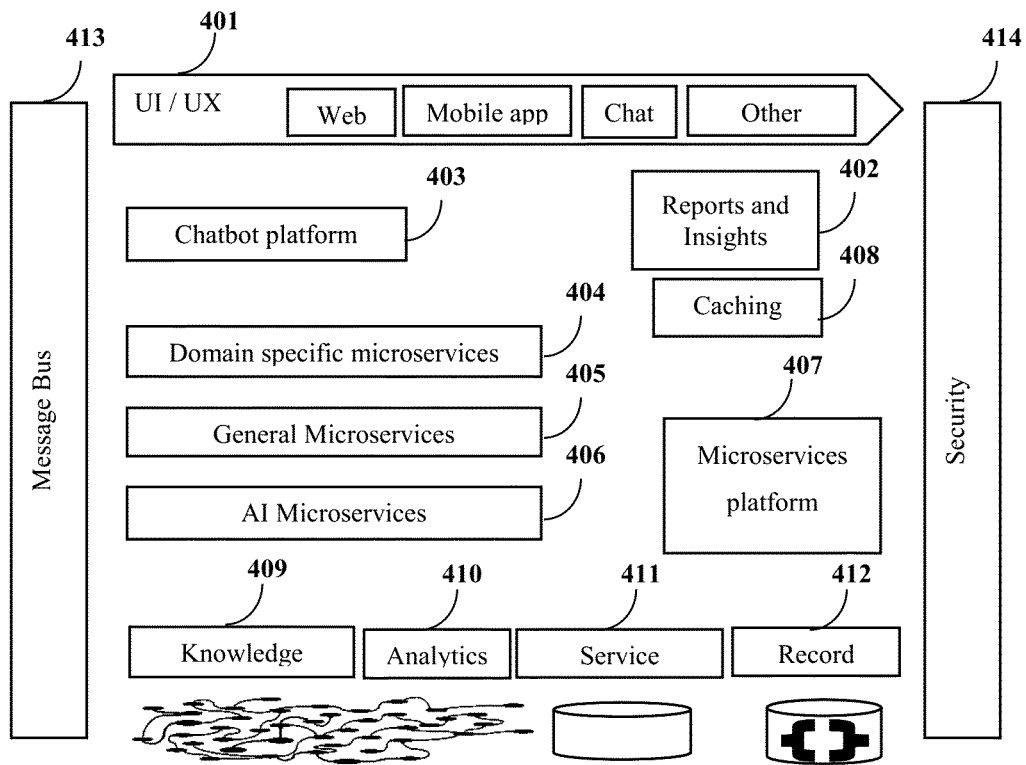 401
413
414
UI / UX
Web
Mobile app
Chat
Other
403
402
Chatbot platform
Reports and
Insights
408
Caching
404
Domain specific microservices
405
407
General Microservices
406
Microservices
platform
AI Microservices
Message Bus
Security
409
410
411
412
Knowledge
Analytics
Service
Record